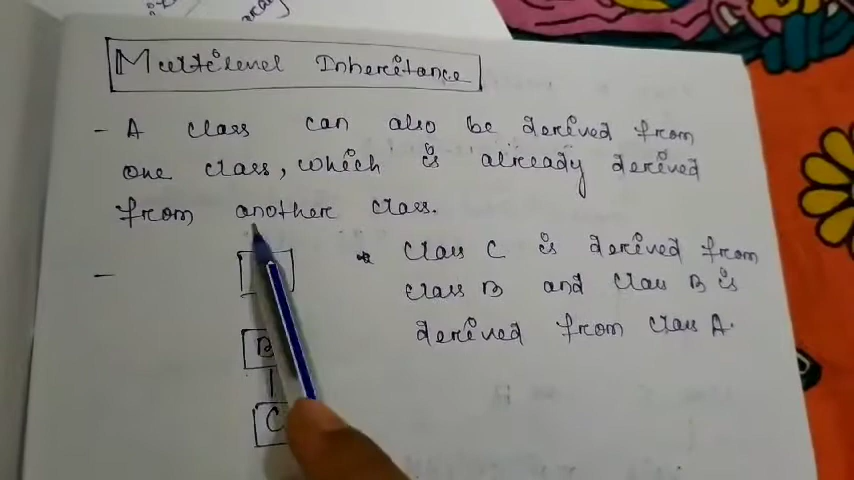 Multilevel Inheritance
- A class can also be derived from
one class, which is already derived
from another class.
- * Class C is derived from
class B and class B is
derived from class A.
B
C